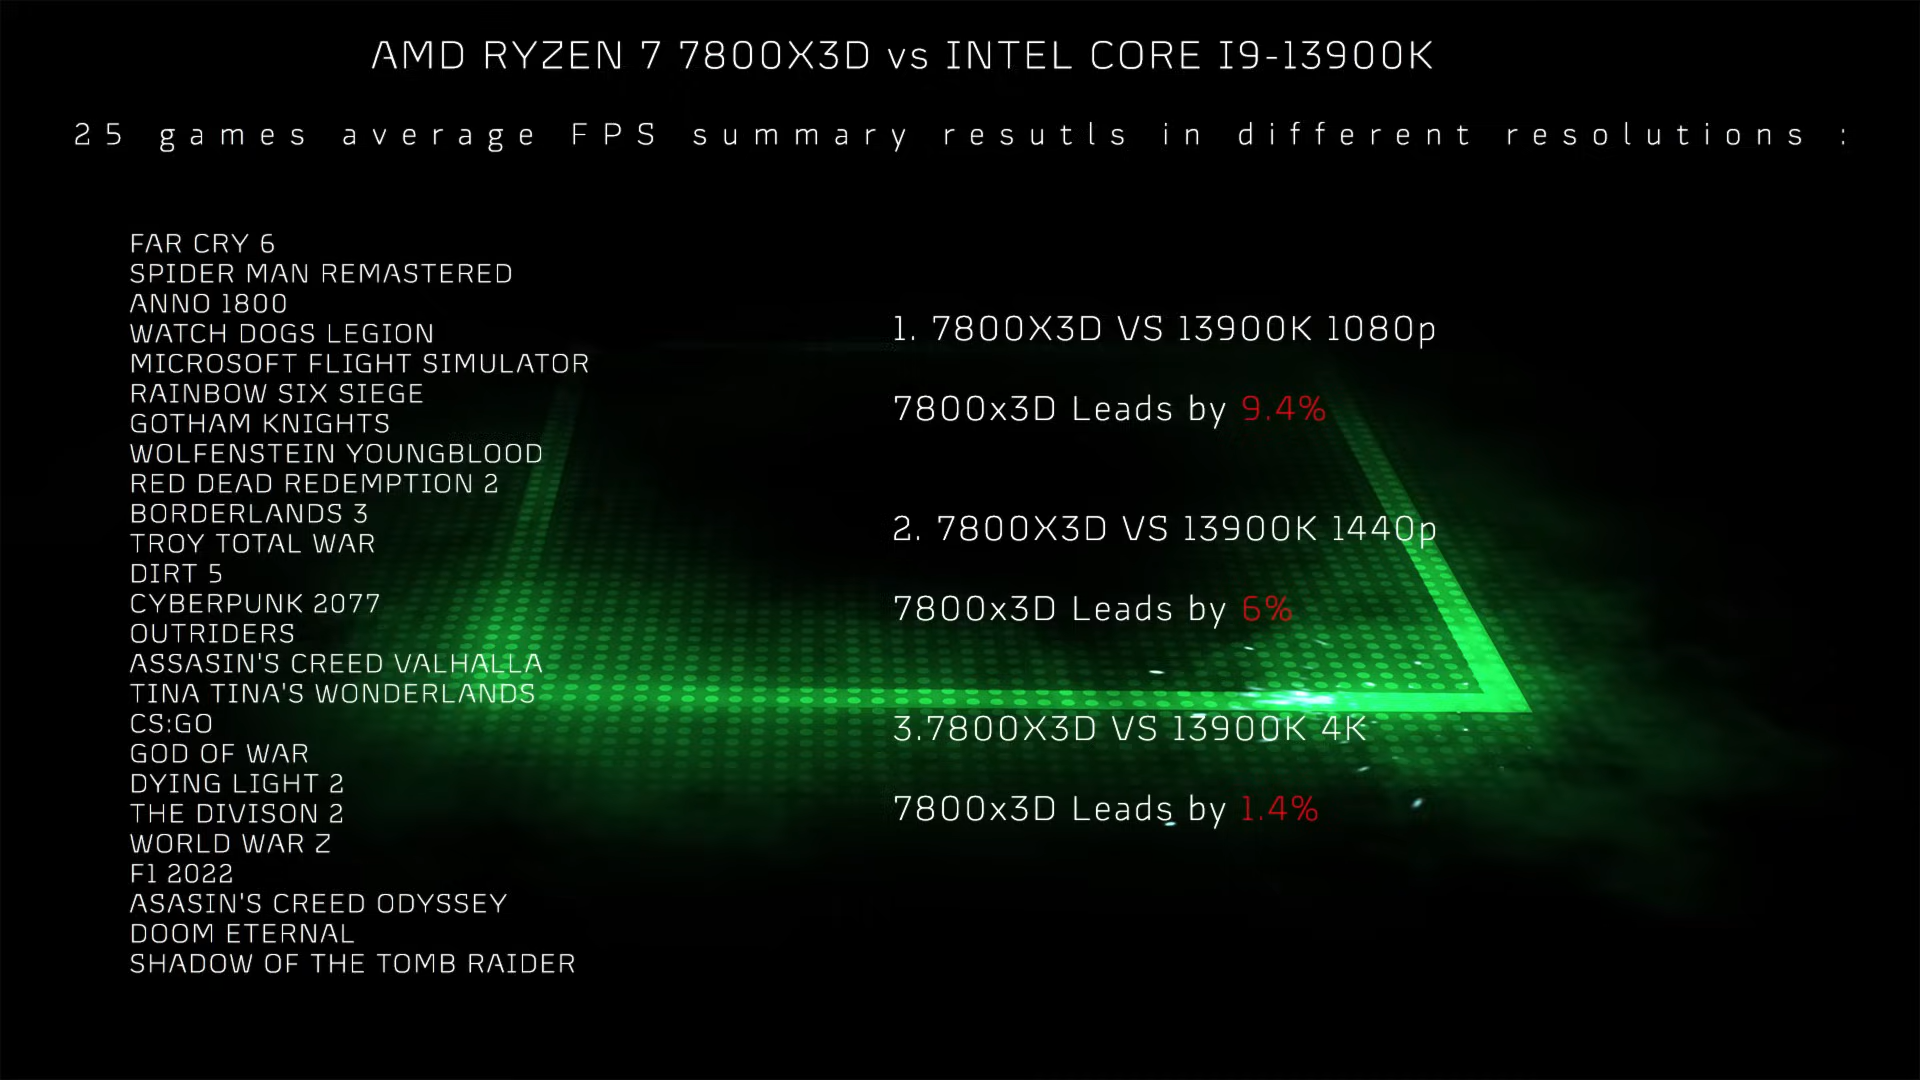 AMD RYZEN 7 7800X3D vs INTEL CORE I9-13900K
25 games average FPS summary resutls in different resolutions :
FAR CRY 6
SPIDER MAN REMASTERED
ANNO 1800
WATCH DOGS LEGION
MICROSOFT FLIGHT SIMULATOR
RAINBOW SIX SIEGE
GOTHAM KNIGHTS
WOLFENSTEIN YOUNGBLOOD
RED DEAD REDEMPTION 2
BORDERLANDS 3
TROY TOTAL WAR
DIRT 5
CYBERPUNK 2077
OUTRIDERS
ASSASIN'S CREED VALHALLA
TINA TINA'S WONDERLANDS
CS:GO
GOD OF WAR
DYING LIGHT 2
THE DIVISON 2
WORLD WAR Z
F1 2022
ASASIN'S CREED ODYSSEY
DOOM ETERNAL
SHADOW OF THE TOMB RAIDER
1. 7800X3D VS 13900K 1080p
7800x3D Leads by 9.4%
2. 7800X3D VS 13900K 1440p
7800x3D Leads by 6%
3.7800X3D VS 13900K 4K
7800x3D Leads by 1.4%